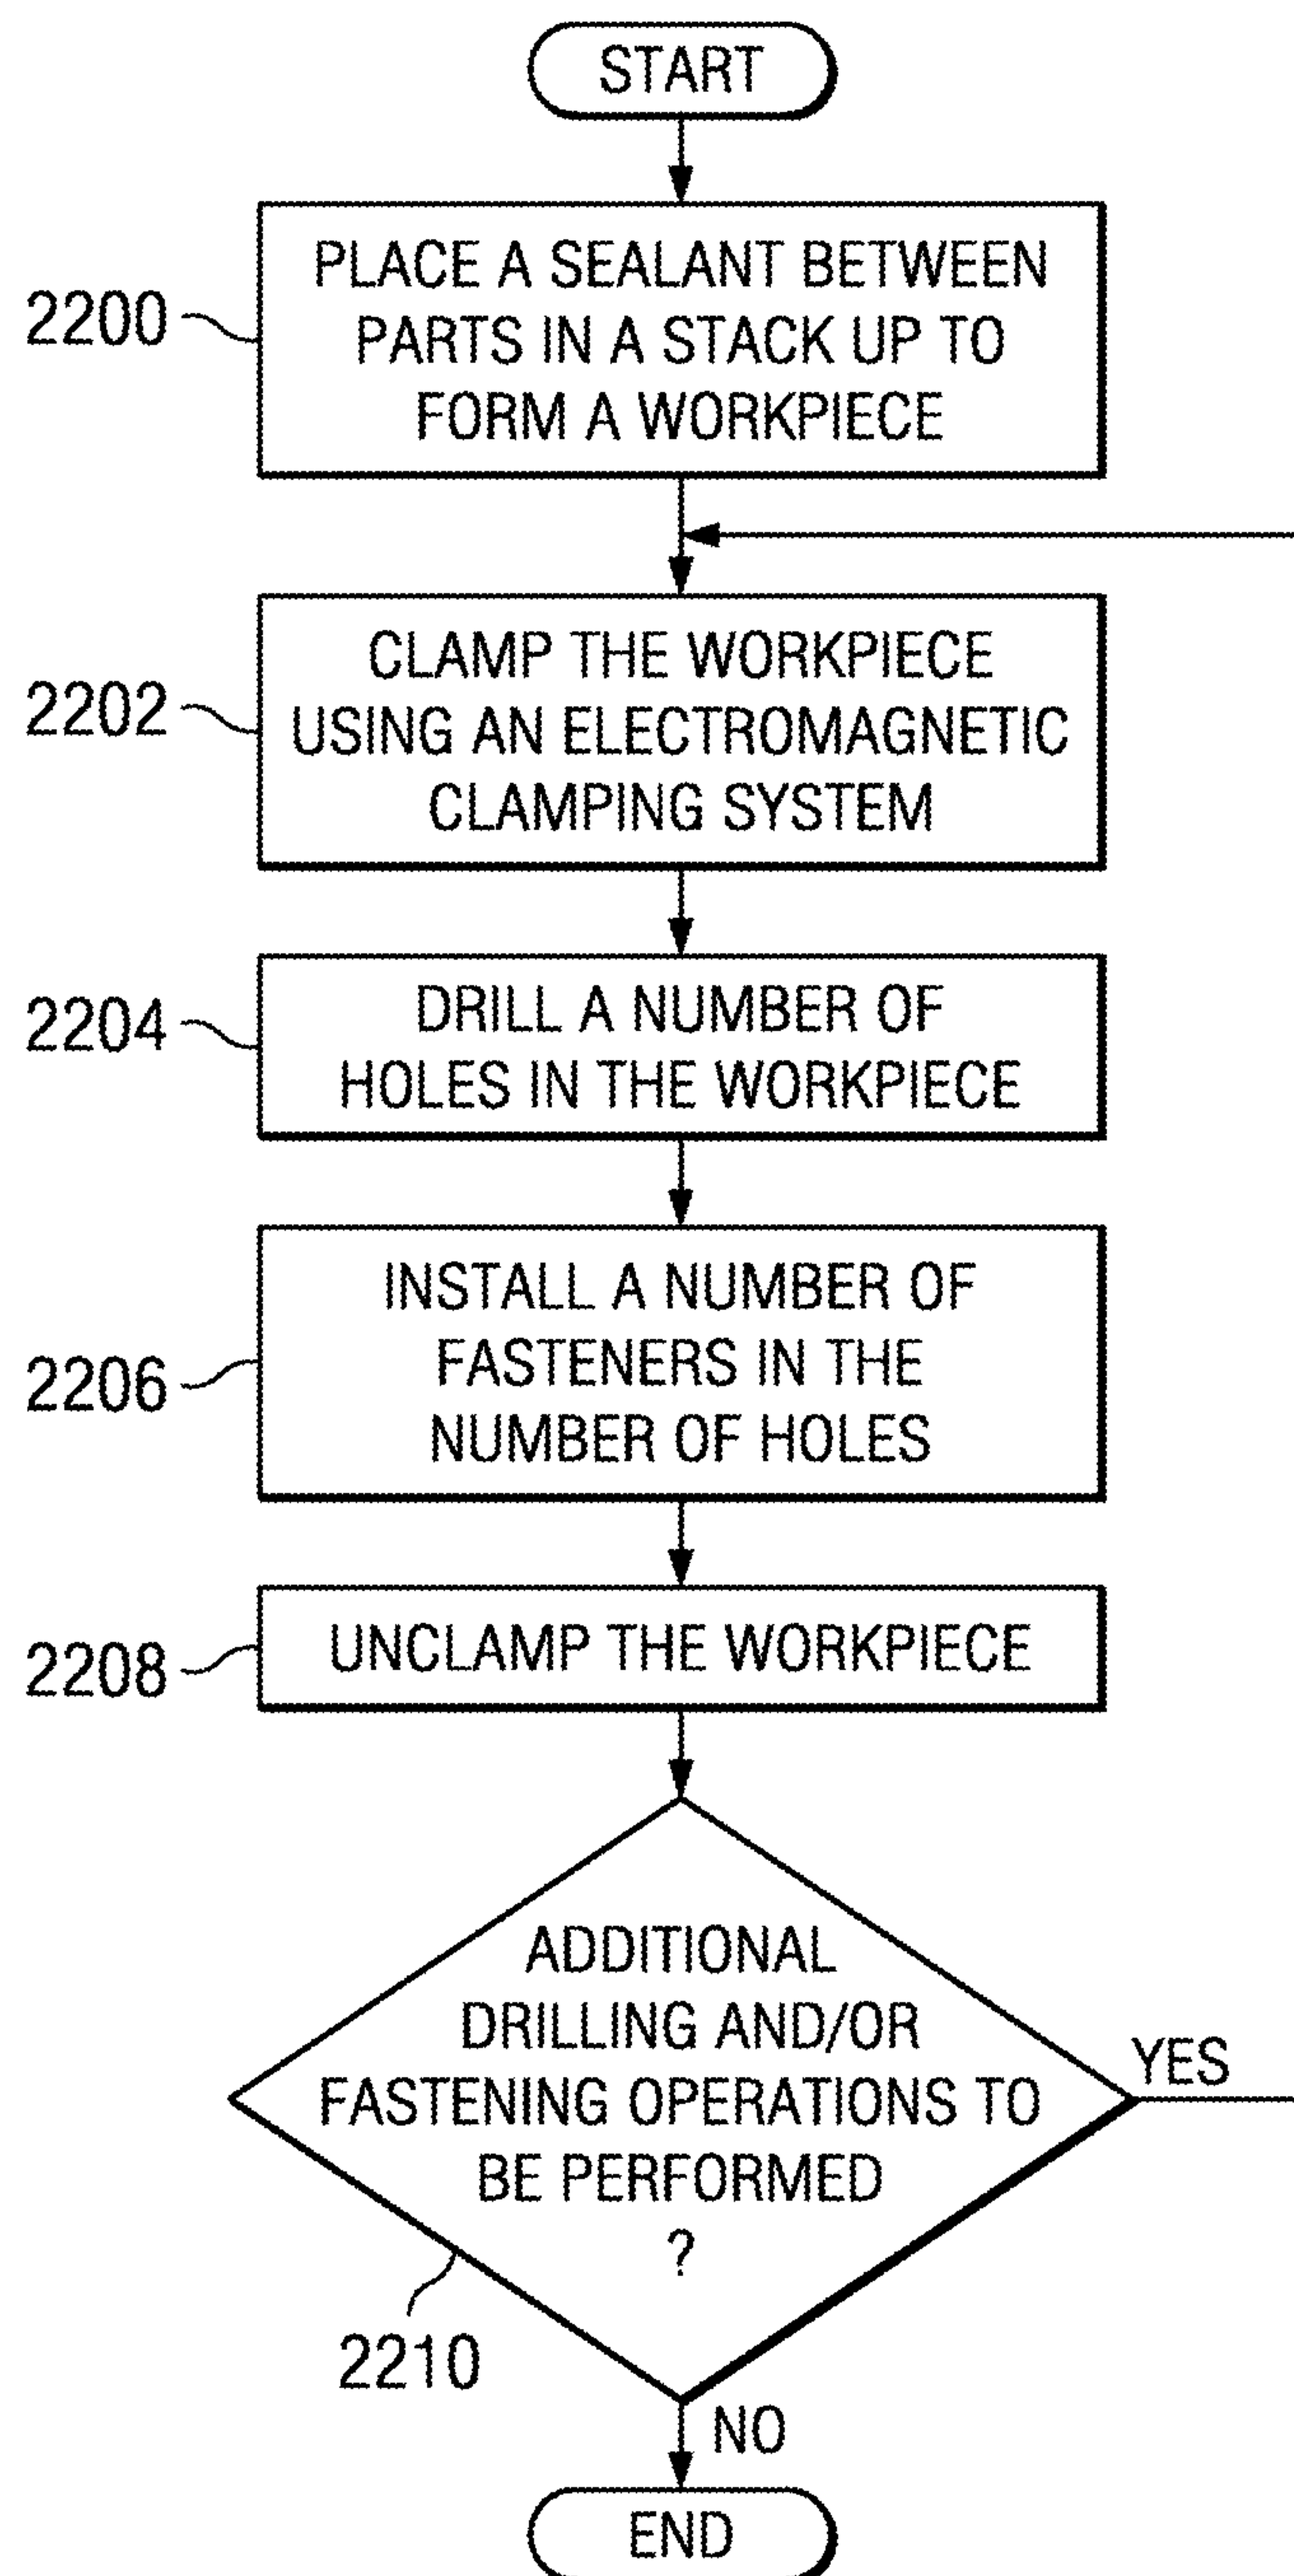 START
2200
PLACE A SEALANT BETWEEN
PARTS IN A STACK UP TO
FORM A WORKPIECE
2202
CLAMP THE WORKPIECE
USING AN ELECTROMAGNETIC
CLAMPING SYSTEM
2204
DRILL A NUMBER OF
HOLES IN THE WORKPIECE
2206
INSTALL A NUMBER OF
FASTENERS IN THE
NUMBER OF HOLES
2208
UNCLAMP THE WORKPIECE
ADDITIONAL
DRILLING AND/OR
FASTENING OPERATIONS TO
BE PERFORMED
?
YES
2210
NO
END